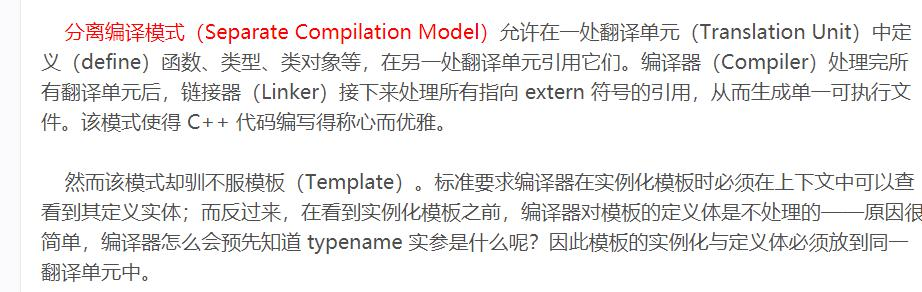 分离编译模式（Separate Compilation Model）允许在一处翻译单元（Translation Unit）中定
义（define）函数、类型、类对象等，在另一处翻译单元引用它们。编译器（Compiler）处理完所
有翻译单元后，链接器（Linker）接下来处理所有指向 extern 符号的引用，从而生成单一可执行文
件。该模式使得 C++ 代码编写得称心而优雅。
然而该模式却驯不服模板（Template）。标准要求编译器在实例化模板时必须在上下文中可以查
看到其定义实体；而反过来，在看到实例化模板之前，编译器对模板的定义体是不处理的——原因很
简单，编译器怎么会预先知道 typename 实参是什么呢？因此模板的实例化与定义体必须放到同一
翻译单元中。